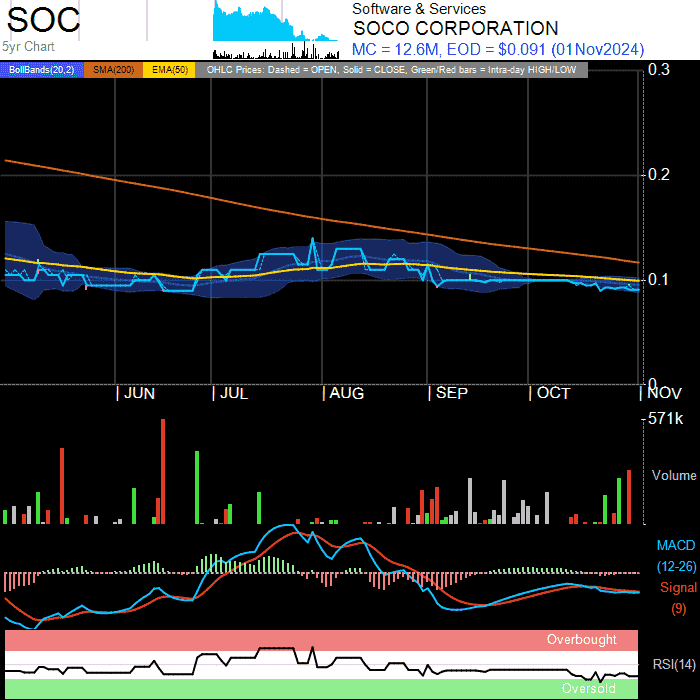 SOC
5yr Chart
Software & Services
SOCO CORPORATION
MC = 12.6M, EOD = $0.091 (01Nov2024)
BollBands(20,2) SMA(200) EMA(50) OHLC Prices: Dashed = OPEN, Solid = CLOSE, Green/Red bars = Intra-day HIGH/LOW
0.3
0.2
0.1
0
JUN JUL AUG SEP OCT NOV
571k
Volume
MACD
(12-26)
Signal
(9)
Overbought
RSI(14)
Oversold